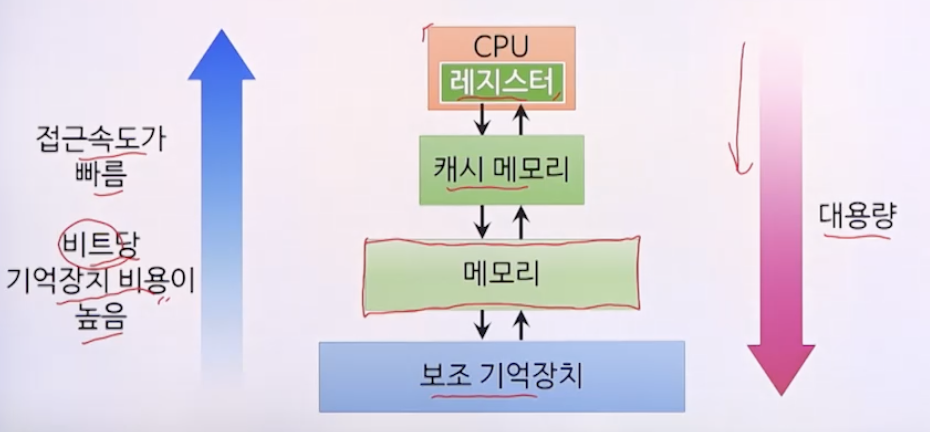 CPU
레지스터
캐시 메모리
메모리
보조 기억장치
접근속도가
빠름
비트당
기억장치 비용이
높음
대용량